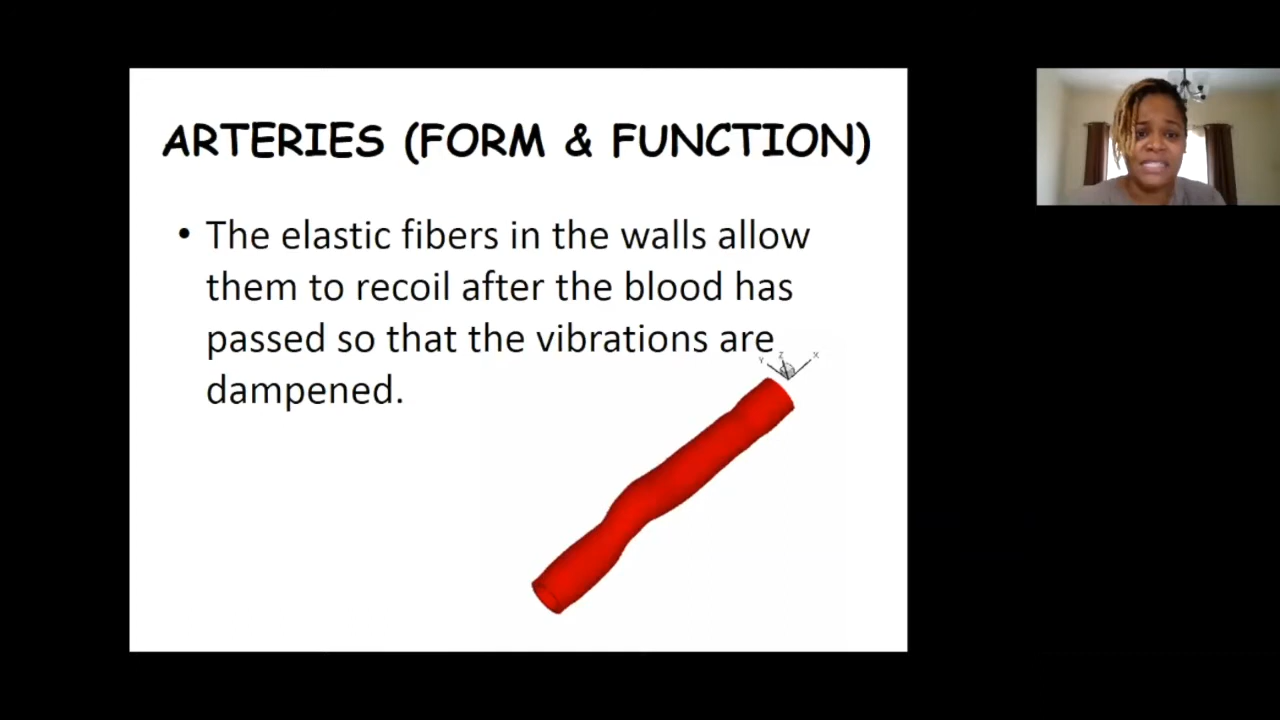 ARTERIES (FORM & FUNCTION)
• The elastic fibers in the walls allow
them to recoil after the blood has
passed so that the vibrations are
dampened.
Y Z X